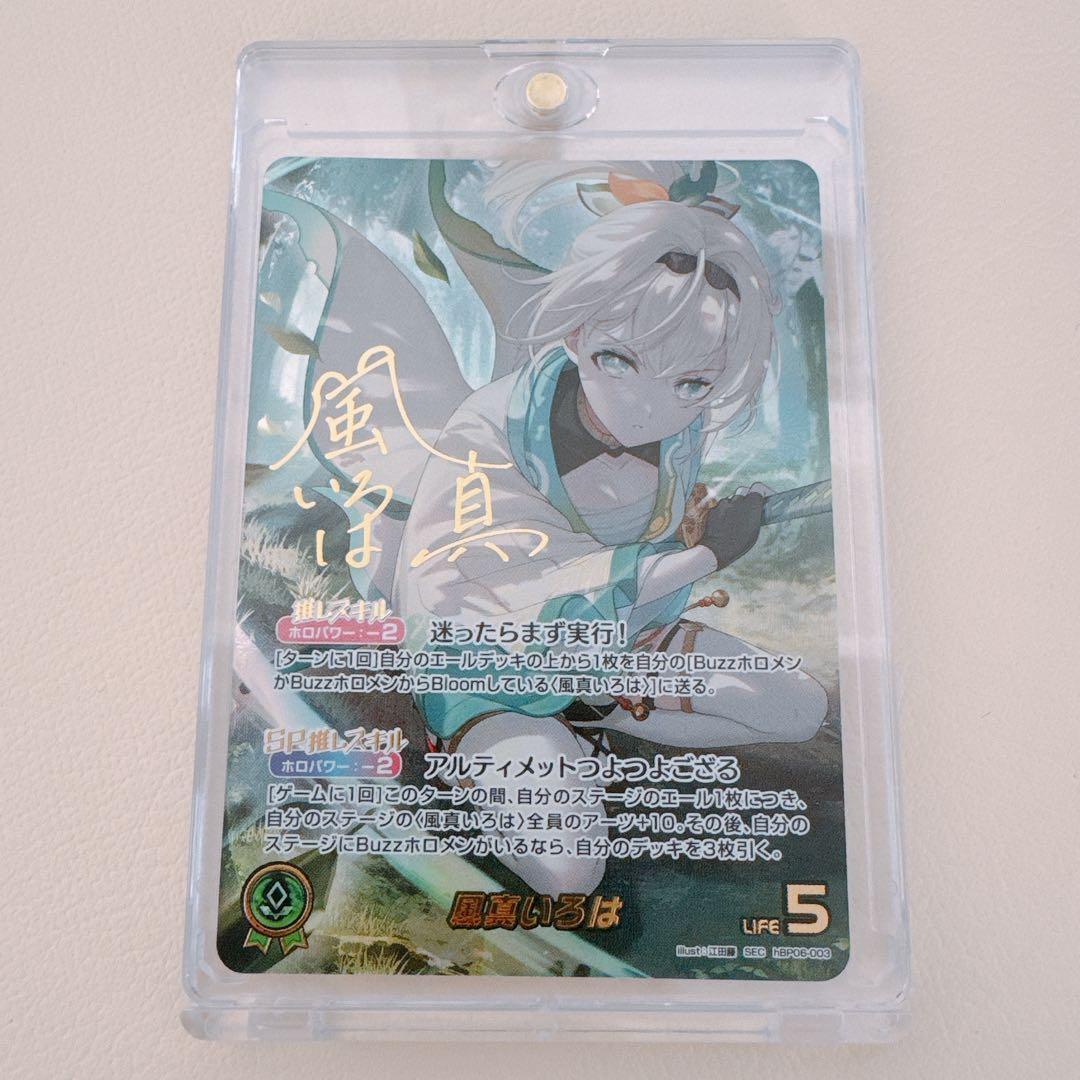 風真
いろは
推しスキル
ホロパワー：－2
迷ったらまず実行！
[ターンに1回]自分のエールデッキの上から1枚を自分の[Buzzホロメン
かBuzzホロメンからBloomしている〈風真いろは〉]に送る。
SP推しスキル
ホロパワー：－2
アルティメットつよつよござる
[ゲームに1回]このターンの間、自分のステージのエール1枚につき、
自分のステージの〈風真いろは〉全員のアーツ+10。その後、自分の
ステージにBuzzホロメンがいるなら、自分のデッキを3枚引く。
風真いろは
LIFE 5
illust：江田藤 SEC hBP06-003